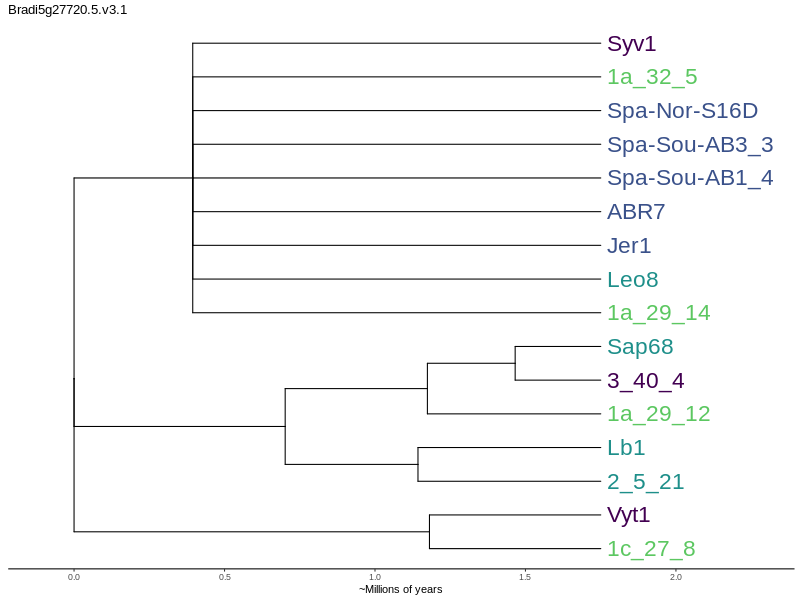 Bradi5g27720.5.v3.1
Syv1
1a_32_5
Spa-Nor-S16D
Spa-Sou-AB3_3
Spa-Sou-AB1_4
ABR7
Jer1
Leo8
1a_29_14
Sap68
3_40_4
1a_29_12
Lb1
2_5_21
Vyt1
1c_27_8
0.0 0.5 1.0 1.5 2.0
~Millions of years